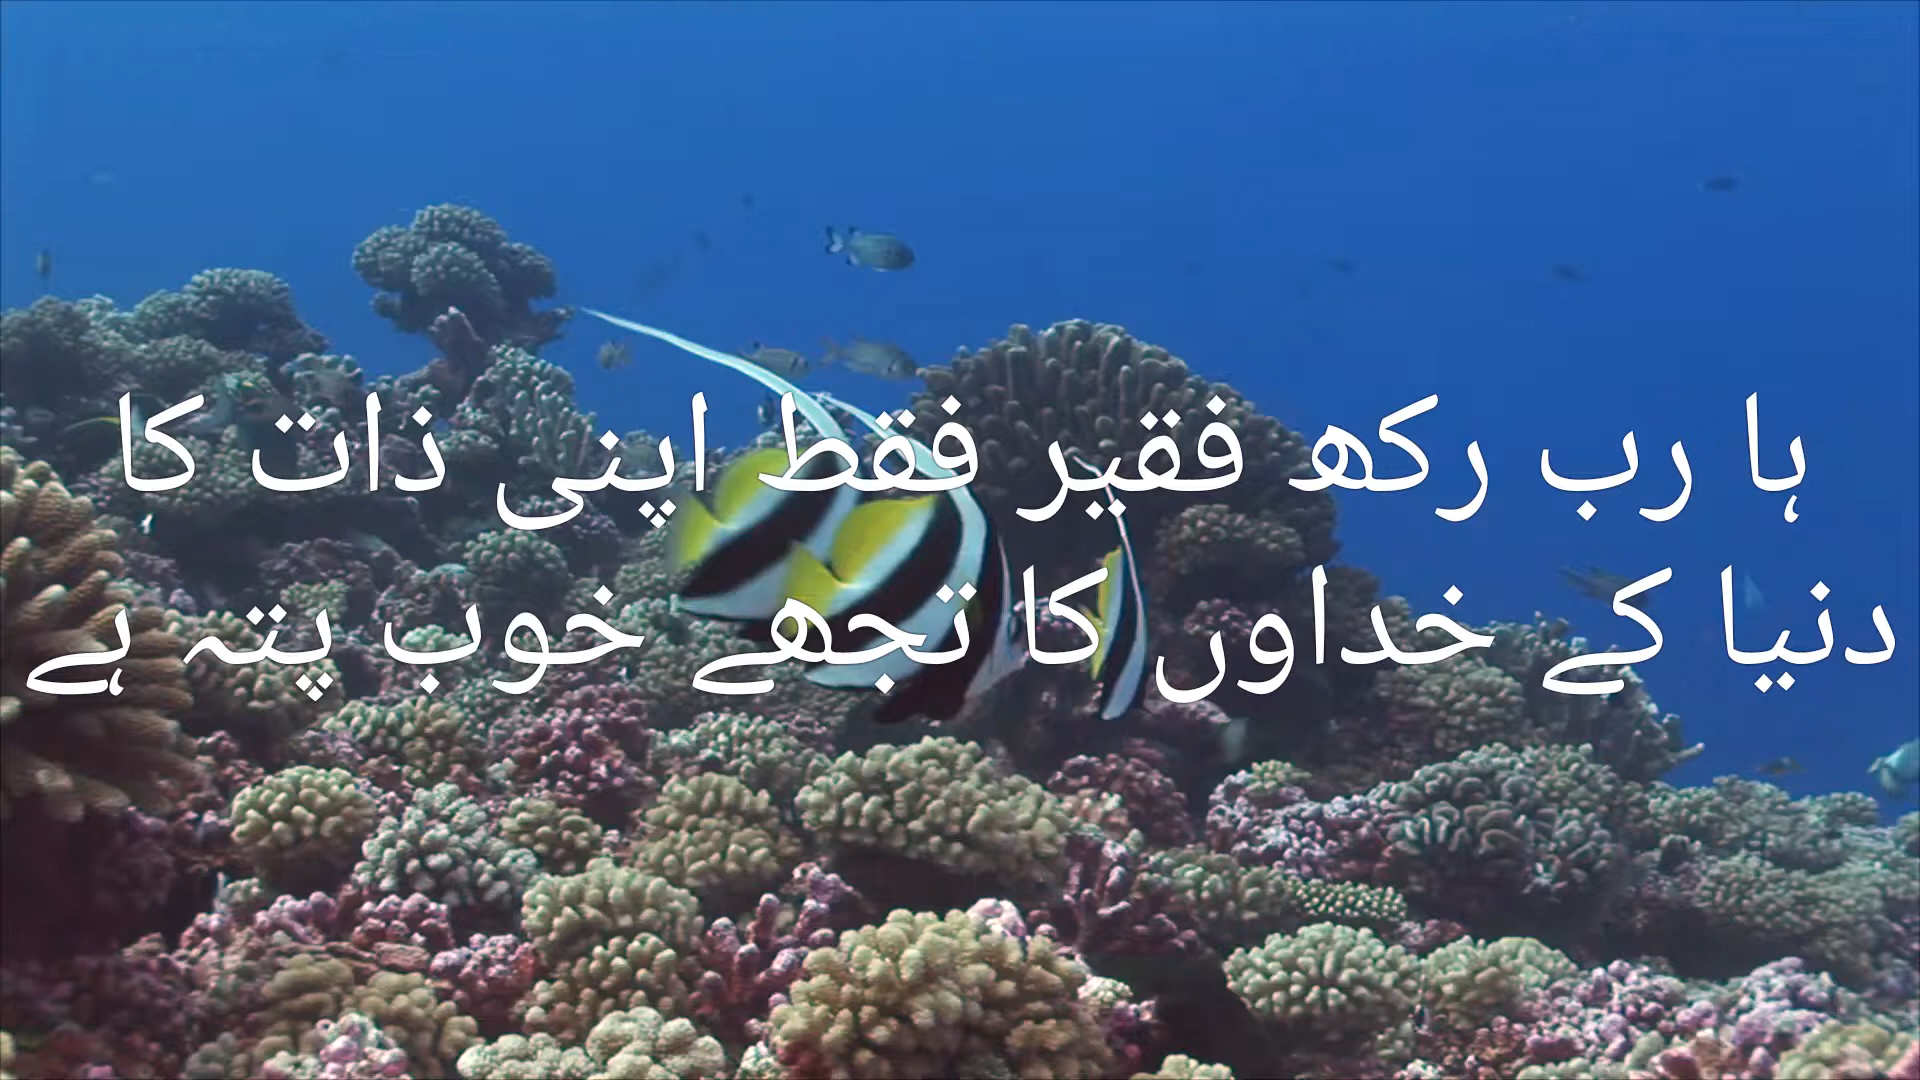 ہا رب رکھ فقیر فقط اپنی ذات کا
دنیا کے خداوں کا تجھے خوب پتہ ہے